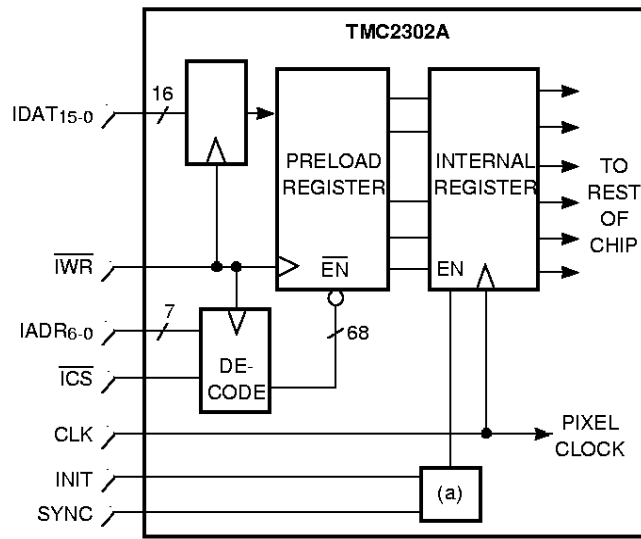 TMC2302A
IDAT15-0
16
PRELOAD
REGISTER
INTERNAL
REGISTER
TO
REST
OF
CHIP
IWR
EN
EN
IADR6-0
7
68
ICS
DE-
CODE
CLK
PIXEL
CLOCK
INIT
(a)
SYNC